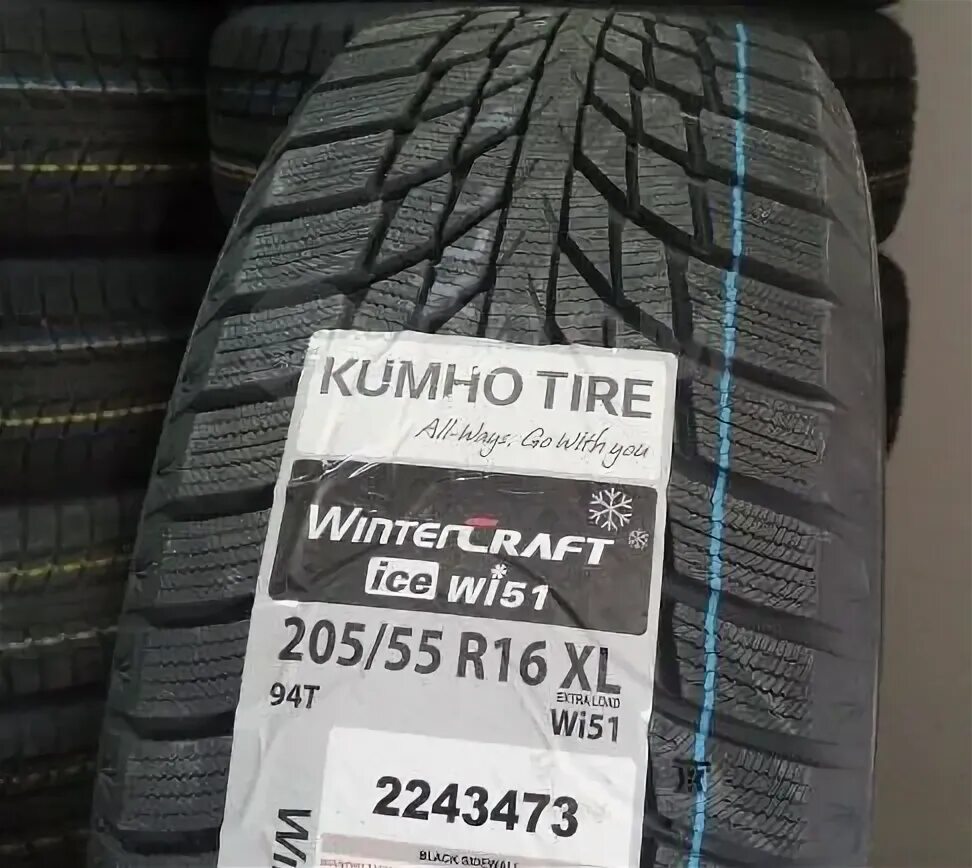 KUMHO TIRE
All-Ways, Go With you
WINTERCRAFT
ice Wi51
205/55 R16 XL
EXTRA LOAD
94T
Wi51
2243473
BLACK SIDEWALL
Wi